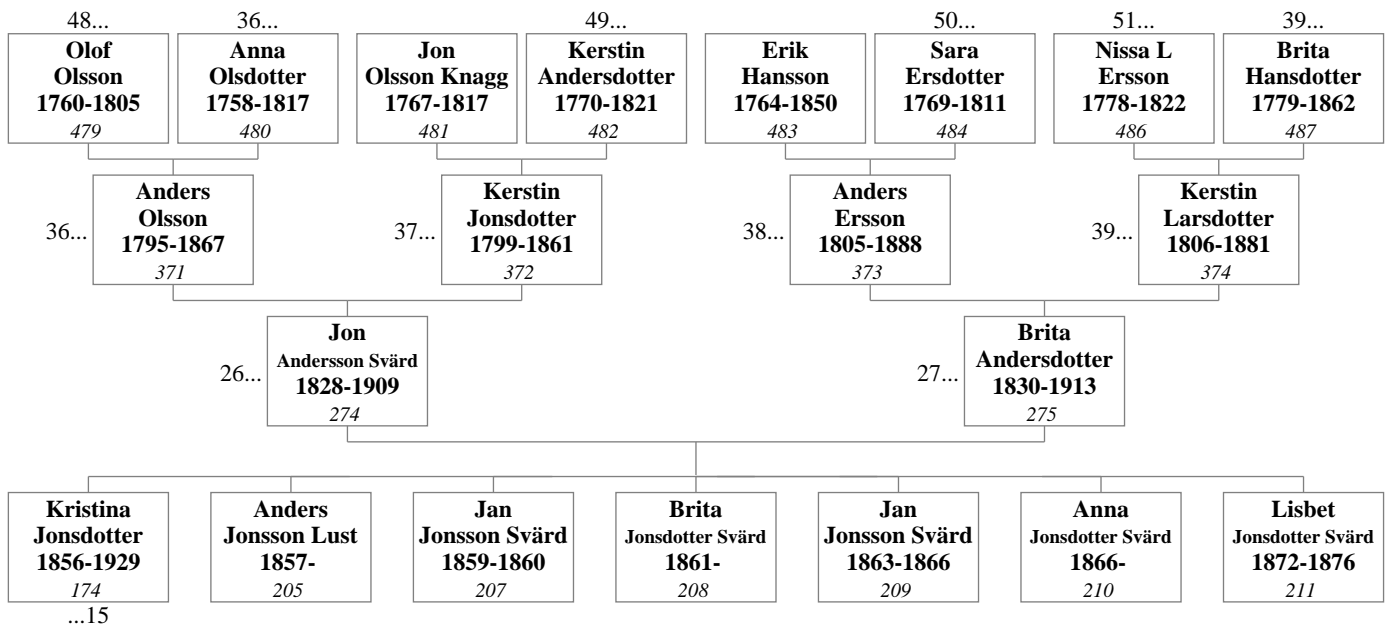 48...
36...
49...
50...
51...
39...
Olof
Olsson
1760-1805
479
Anna
Olsdotter
1758-1817
480
Jon
Olsson Knagg
1767-1817
481
Kerstin
Andersdotter
1770-1821
482
Erik
Hansson
1764-1850
483
Sara
Ersdotter
1769-1811
484
Nissa L
Ersson
1778-1822
486
Brita
Hansdotter
1779-1862
487
36...
Anders
Olsson
1795-1867
371
37...
Kerstin
Jonsdotter
1799-1861
372
38...
Anders
Ersson
1805-1888
373
39...
Kerstin
Larsdotter
1806-1881
374
26...
Jon
Andersson Svärd
1828-1909
274
27...
Brita
Andersdotter
1830-1913
275
Kristina
Jonsdotter
1856-1929
174
...15
Anders
Jonsson Lust
1857-
205
Jan
Jonsson Svärd
1859-1860
207
Brita
Jonsdotter Svärd
1861-
208
Jan
Jonsson Svärd
1863-1866
209
Anna
Jonsdotter Svärd
1866-
210
Lisbet
Jonsdotter Svärd
1872-1876
211